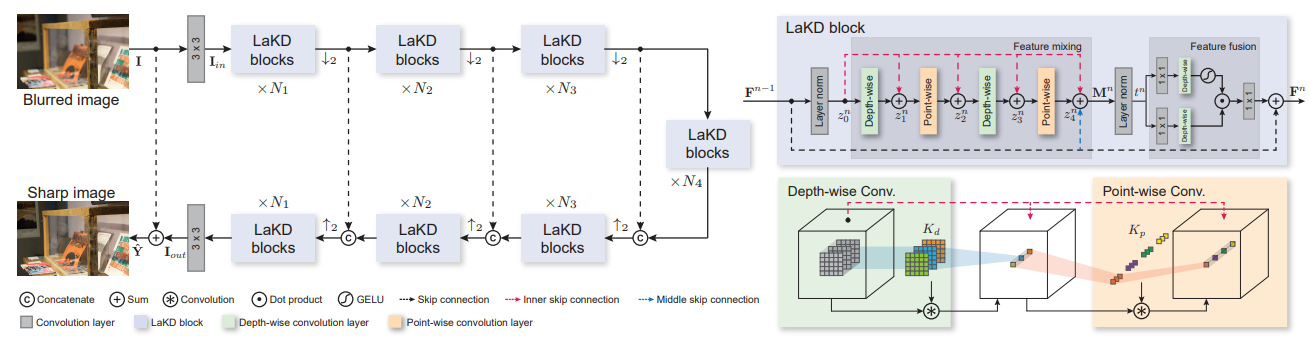 Blurred image
I
3 x 3
I_in
LaKD blocks
↓2
×N1
LaKD blocks
↓2
×N2
LaKD blocks
↓2
×N3
LaKD blocks
×N4
Sharp image
Ŷ
I_out
3 x 3
×N1
LaKD blocks
↑2
C
×N2
LaKD blocks
↑2
C
×N3
LaKD blocks
↑2
C
C Concatenate
+ Sum
Convolution
Dot product
GELU
Skip connection
Inner skip connection
Middle skip connection
Convolution layer
LaKD block
Depth-wise convolution layer
Point-wise convolution layer
LaKD block
Feature mixing
Feature fusion
F^{n-1}
Layer norm
z_0^n
Depth-wise
z_1^n
Point-wise
z_2^n
Depth-wise
z_3^n
Point-wise
z_4^n
M^n
Layer norm
t^n
1 x 1
Depth-wise
1 x 1
Depth-wise
1 x 1
F^n
Depth-wise Conv.
K_d
Point-wise Conv.
K_p